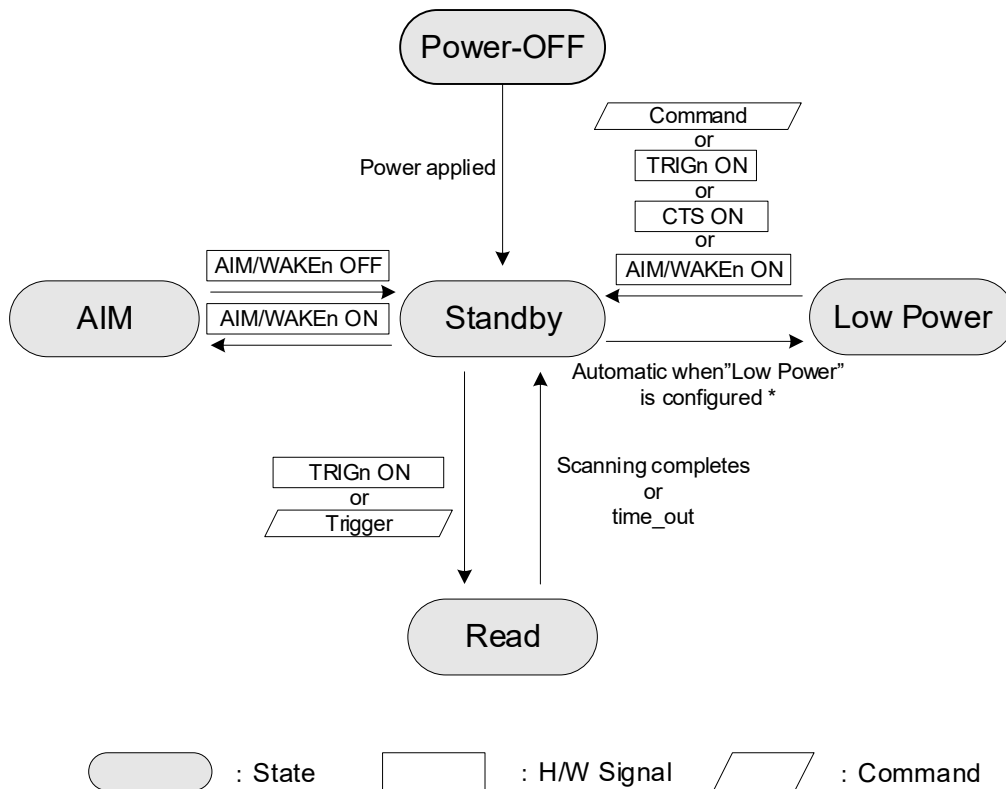 Power-OFF
Power applied
Command
or
TRIGn ON
or
CTS ON
or
AIM/WAKEn ON
AIM/WAKEn OFF
AIM/WAKEn ON
AIM
Standby
Low Power
Automatic when”Low Power”
is configured *
TRIGn ON
or
Trigger
Scanning completes
or
time_out
Read
: State
: H/W Signal
: Command